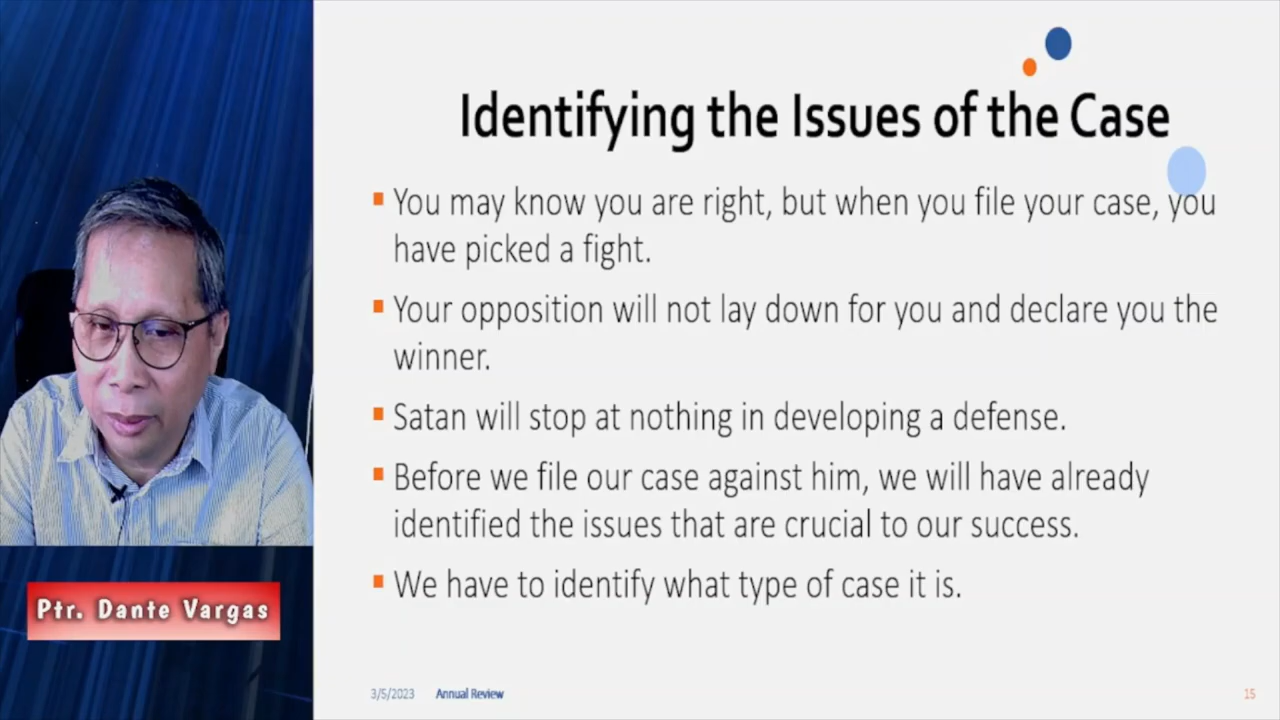 Identifying the Issues of the Case
▪ You may know you are right, but when you file your case, you
have picked a fight.
▪ Your opposition will not lay down for you and declare you the
winner.
▪ Satan will stop at nothing in developing a defense.
▪ Before we file our case against him, we will have already
identified the issues that are crucial to our success.
▪ We have to identify what type of case it is.
Ptr. Dante Vargas
3/5/2023 Annual Review 15